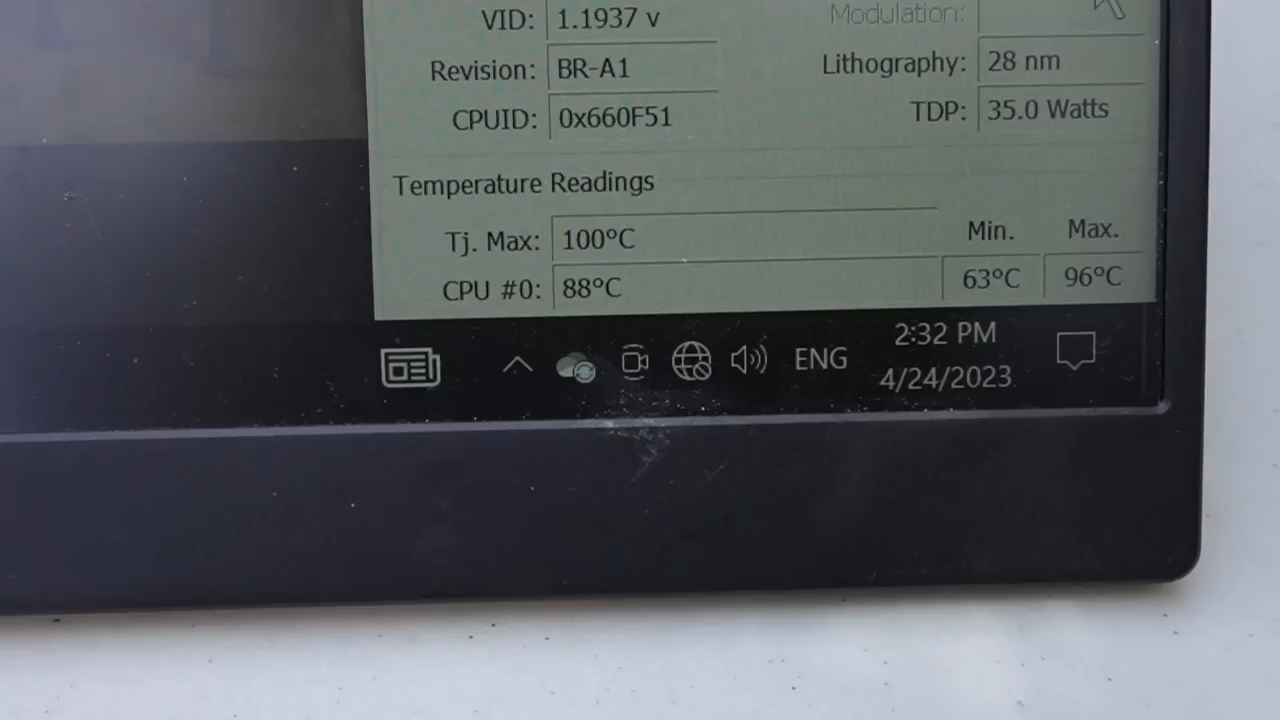 VID: 1.1937 v Modulation:
Revision: BR-A1 Lithography: 28 nm
CPUID: 0x660F51 TDP: 35.0 Watts
Temperature Readings
Tj. Max: 100°C Min. Max.
CPU #0: 88°C 63°C 96°C
ENG 2:32 PM
4/24/2023